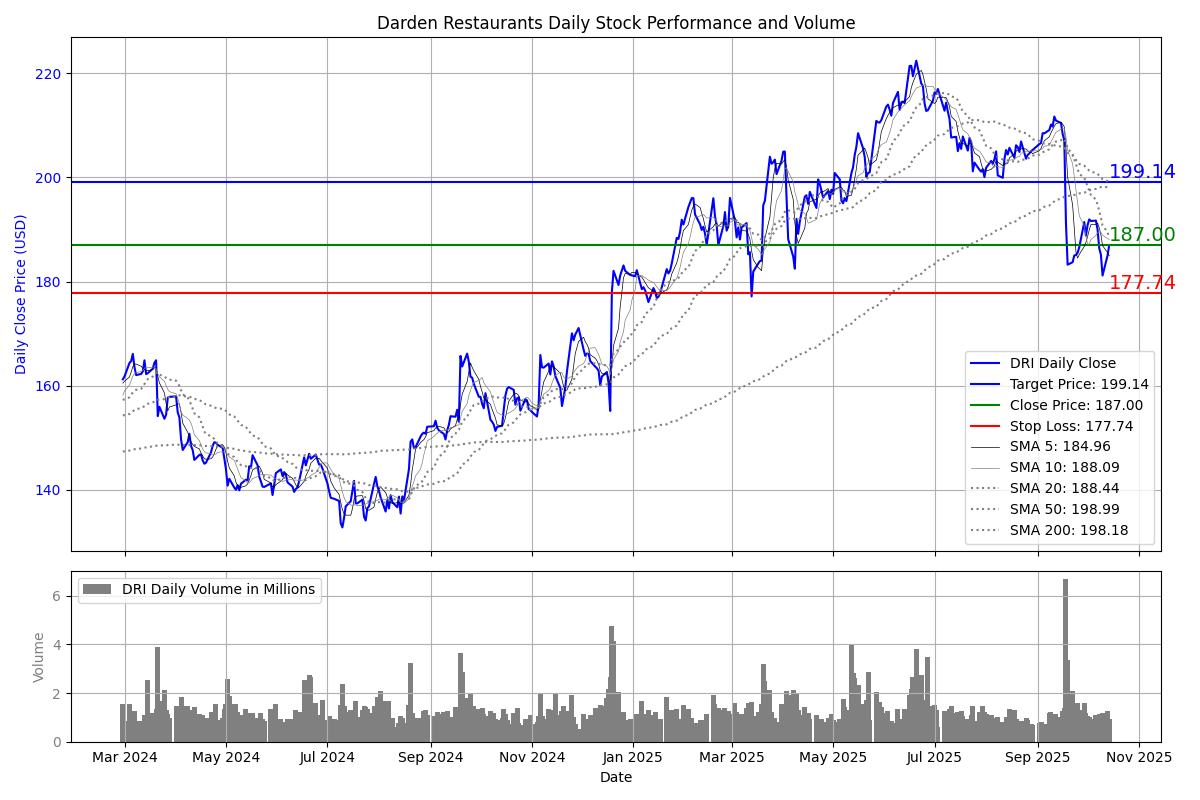 Darden Restaurants Daily Stock Performance and Volume
Daily Close Price (USD)
220
200
180
160
140
199.14
187.00
177.74
DRI Daily Close
Target Price: 199.14
Close Price: 187.00
Stop Loss: 177.74
SMA 5: 184.96
SMA 10: 188.09
SMA 20: 188.44
SMA 50: 198.99
SMA 200: 198.18
DRI Daily Volume in Millions
Volume
6
4
2
0
Mar 2024 May 2024 Jul 2024 Sep 2024 Nov 2024 Jan 2025 Mar 2025 May 2025 Jul 2025 Sep 2025 Nov 2025
Date